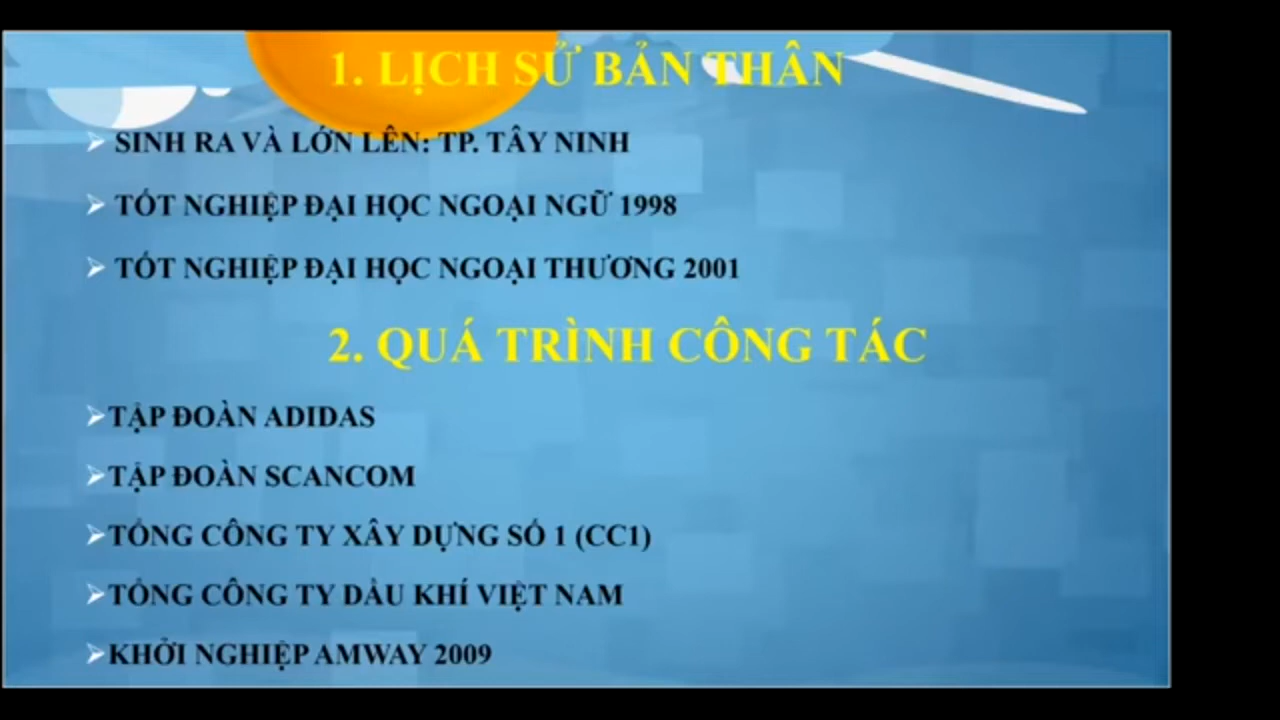 1. LỊCH SỬ BẢN THÂN
SINH RA VÀ LỚN LÊN: TP. TÂY NINH
TỐT NGHIỆP ĐẠI HỌC NGOẠI NGỮ 1998
TỐT NGHIỆP ĐẠI HỌC NGOẠI THƯƠNG 2001
2. QUÁ TRÌNH CÔNG TÁC
TẬP ĐOÀN ADIDAS
TẬP ĐOÀN SCANCOM
TỔNG CÔNG TY XÂY DỰNG SỐ 1 (CC1)
TỔNG CÔNG TY DẦU KHÍ VIỆT NAM
KHỞI NGHIỆP AMWAY 2009